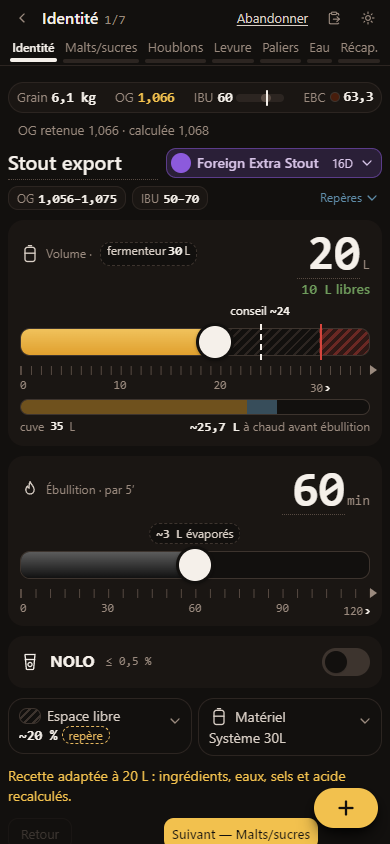 Identité 1/7 Abandonner
Identité Malts/sucres Houblons Levure Paliers Eau Récap.
Grain 6,1 kg OG 1,066 IBU 60 EBC 63,3
OG retenue 1,066 · calculée 1,068
Stout export Foreign Extra Stout 16D
OG 1,056–1,075 IBU 50–70 Repères
Volume · fermenteur 30 L 20 L
10 L libres
conseil ~24
0 10 20 30
cuve 35 L ~25,7 L à chaud avant ébullition
Ébullition · par 5′ 60 min
~3 L évaporés
0 30 60 90 120
NOLO ≤ 0,5 %
Espace libre
~20 % repère
Matériel
Système 30L
Recette adaptée à 20 L : ingrédients, eaux, sels et acide
recalculés.
Retour Suivant — Malts/sucres